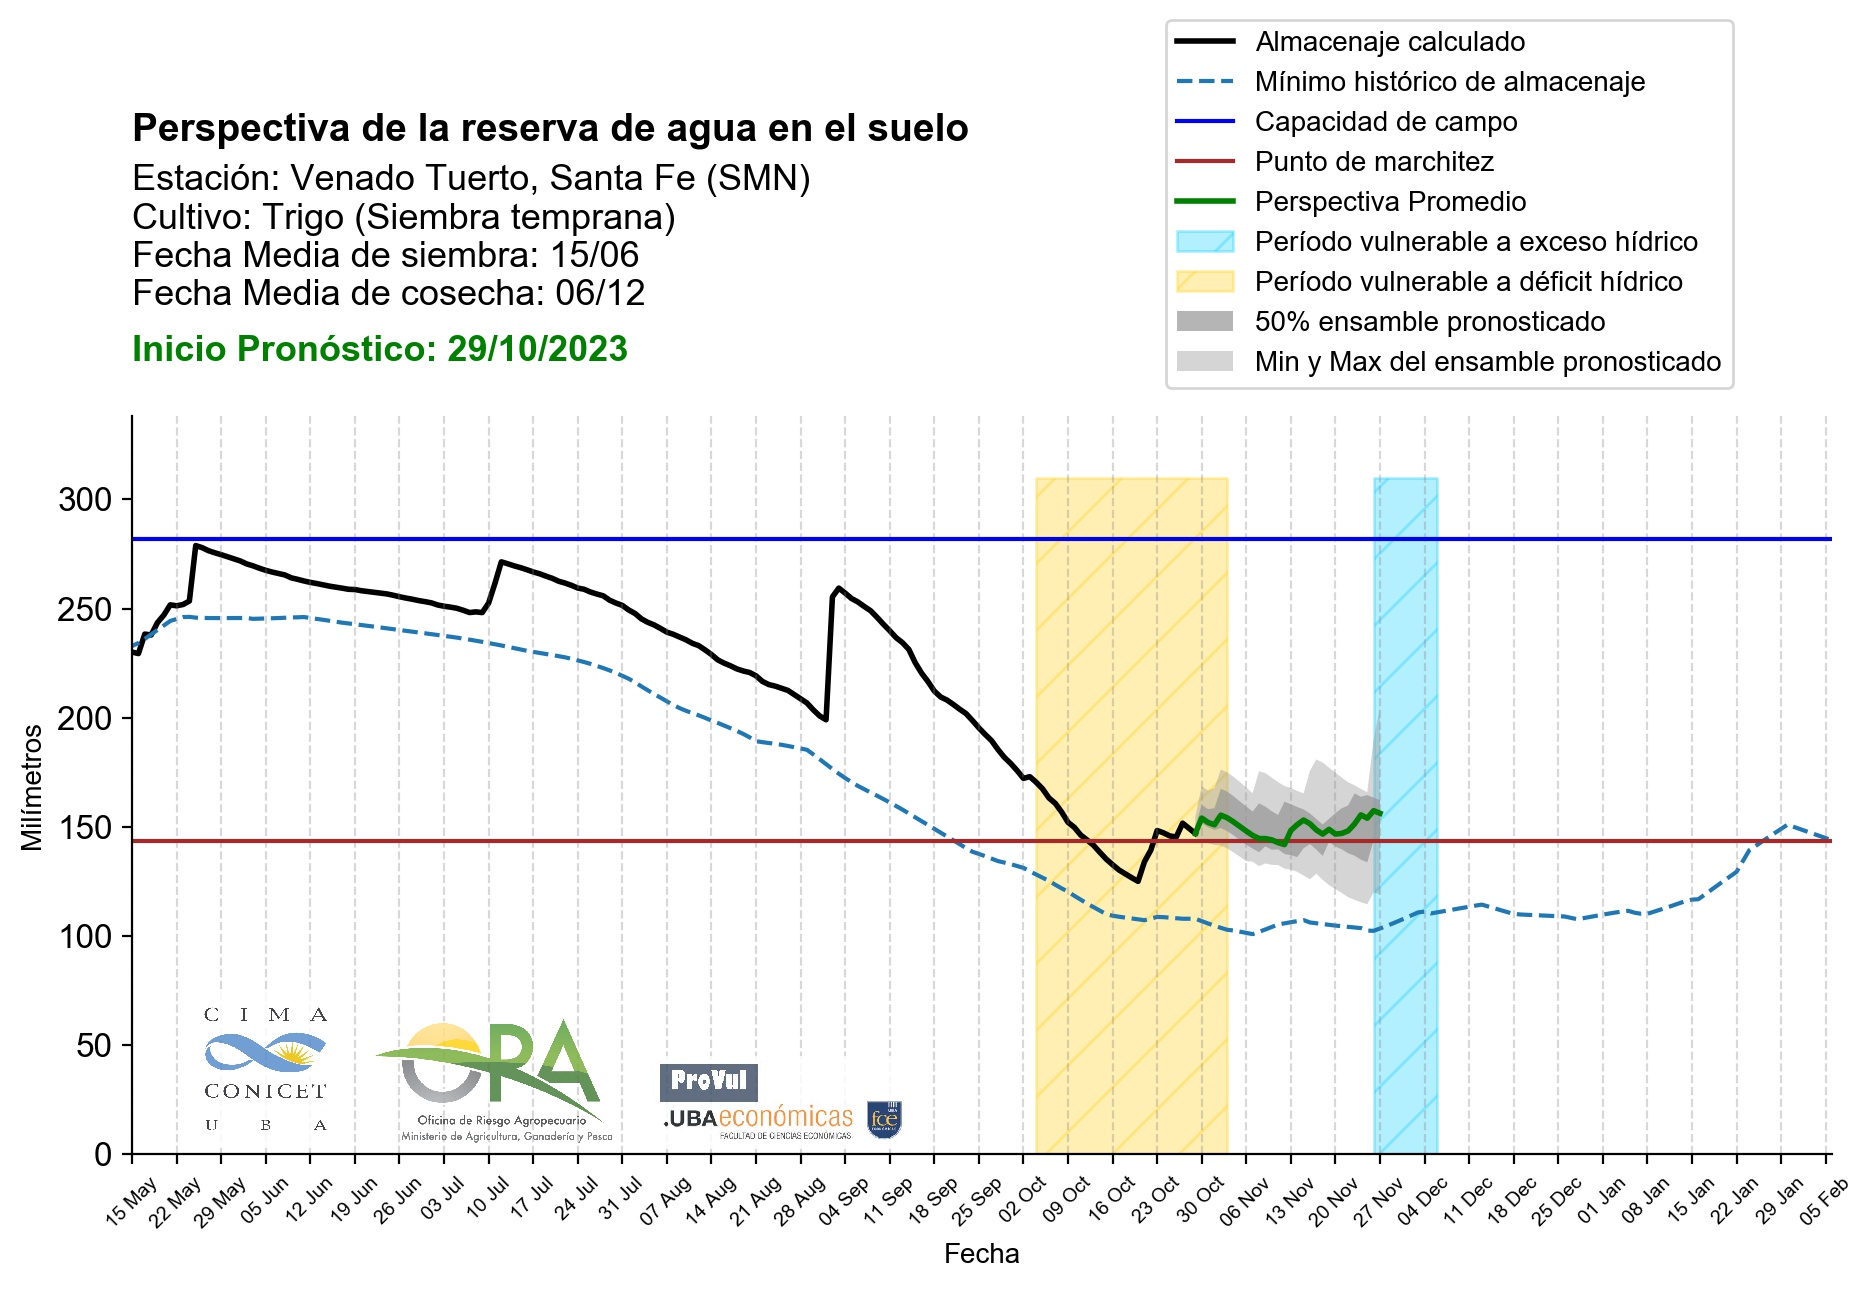 Almacenaje calculado
Mínimo histórico de almacenaje
Capacidad de campo
Punto de marchitez
Perspectiva Promedio
Período vulnerable a exceso hídrico
Período vulnerable a déficit hídrico
50% ensamble pronosticado
Min y Max del ensamble pronosticado
Perspectiva de la reserva de agua en el suelo
Estación: Venado Tuerto, Santa Fe (SMN)
Cultivo: Trigo (Siembra temprana)
Fecha Media de siembra: 15/06
Fecha Media de cosecha: 06/12
Inicio Pronóstico: 29/10/2023
Milímetros
300
250
200
150
100
50
0
CIMA
CONICET
UBA
ORA
Oficina de Riesgo Agropecuario
Ministerio de Agricultura, Ganadería y Pesca
ProVul
.UBAeconómicas
FACULTAD DE CIENCIAS ECONÓMICAS
UBA
fce
ECONÓMICAS
15 May
22 May
29 May
05 Jun
12 Jun
19 Jun
26 Jun
03 Jul
10 Jul
17 Jul
24 Jul
31 Jul
07 Aug
14 Aug
21 Aug
28 Aug
04 Sep
11 Sep
18 Sep
25 Sep
02 Oct
09 Oct
16 Oct
23 Oct
30 Oct
06 Nov
13 Nov
20 Nov
27 Nov
04 Dec
11 Dec
18 Dec
25 Dec
01 Jan
08 Jan
15 Jan
22 Jan
29 Jan
05 Feb
Fecha